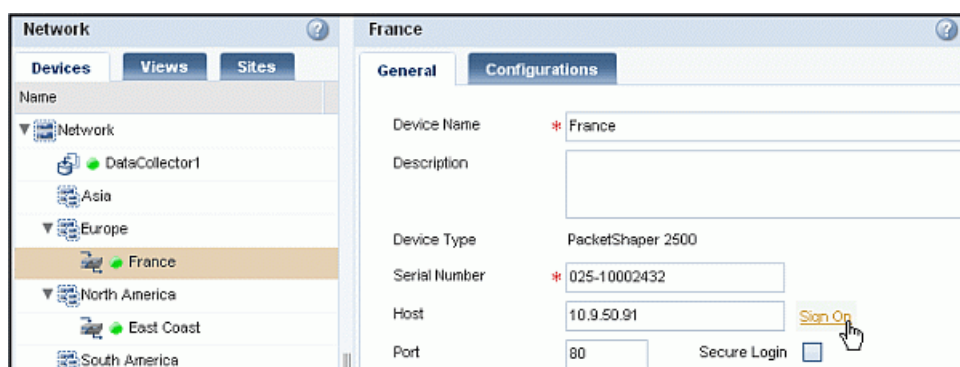 Network
Devices Views Sites
Name
Network
DataCollector1
Asia
Europe
France
North America
East Coast
South America
France
General Configurations
Device Name * France
Description
Device Type PacketShaper 2500
Serial Number * 025-10002432
Host 10.9.50.91 Sign On
Port 80 Secure Login